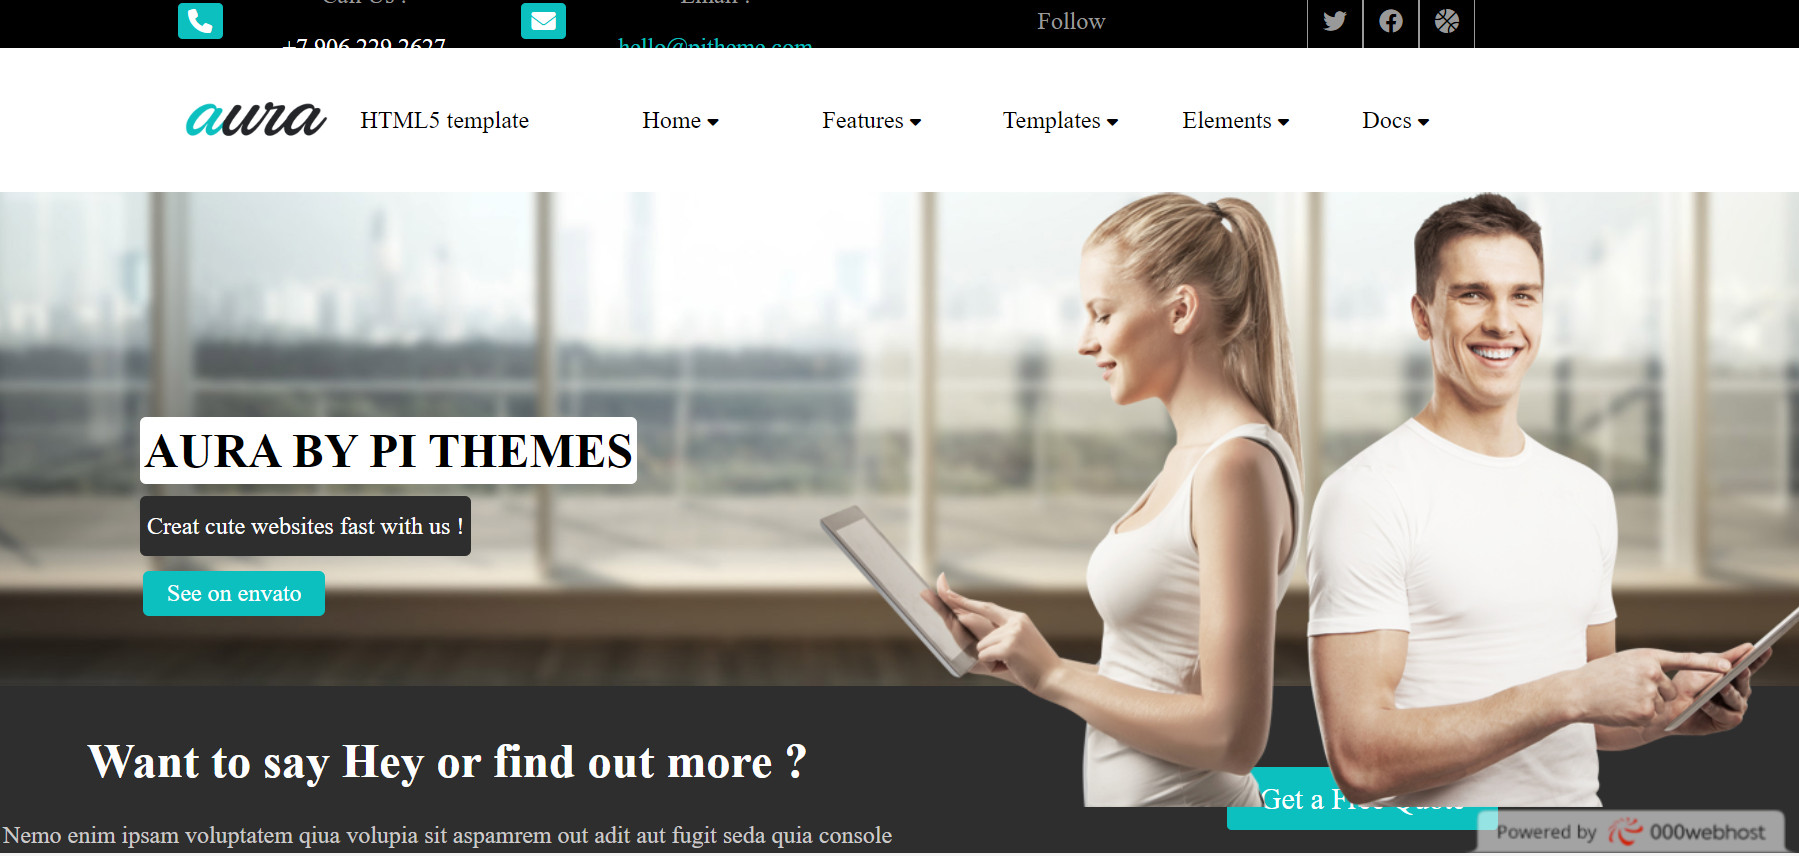 Call Us !
Email !
Follow
+7 906 229 2627
hello@pitheme.com
aura
HTML5 template
Home
Features
Templates
Elements
Docs
AURA BY PI THEMES
Creat cute websites fast with us !
See on envato
Want to say Hey or find out more ?
Get a Free Quote
Nemo enim ipsam voluptatem qiua volupia sit aspamrem out adit aut fugit seda quia console
Powered by 000webhost